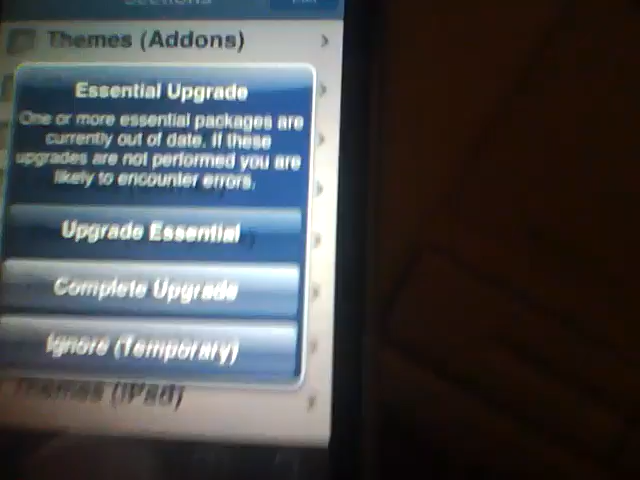 Sections
Themes (Addons)
Essential Upgrade
One or more essential packages are
currently out of date. If these
upgrades are not performed you are
likely to encounter errors.
Upgrade Essential
Complete Upgrade
Ignore (Temporary)
Themes (iPad)